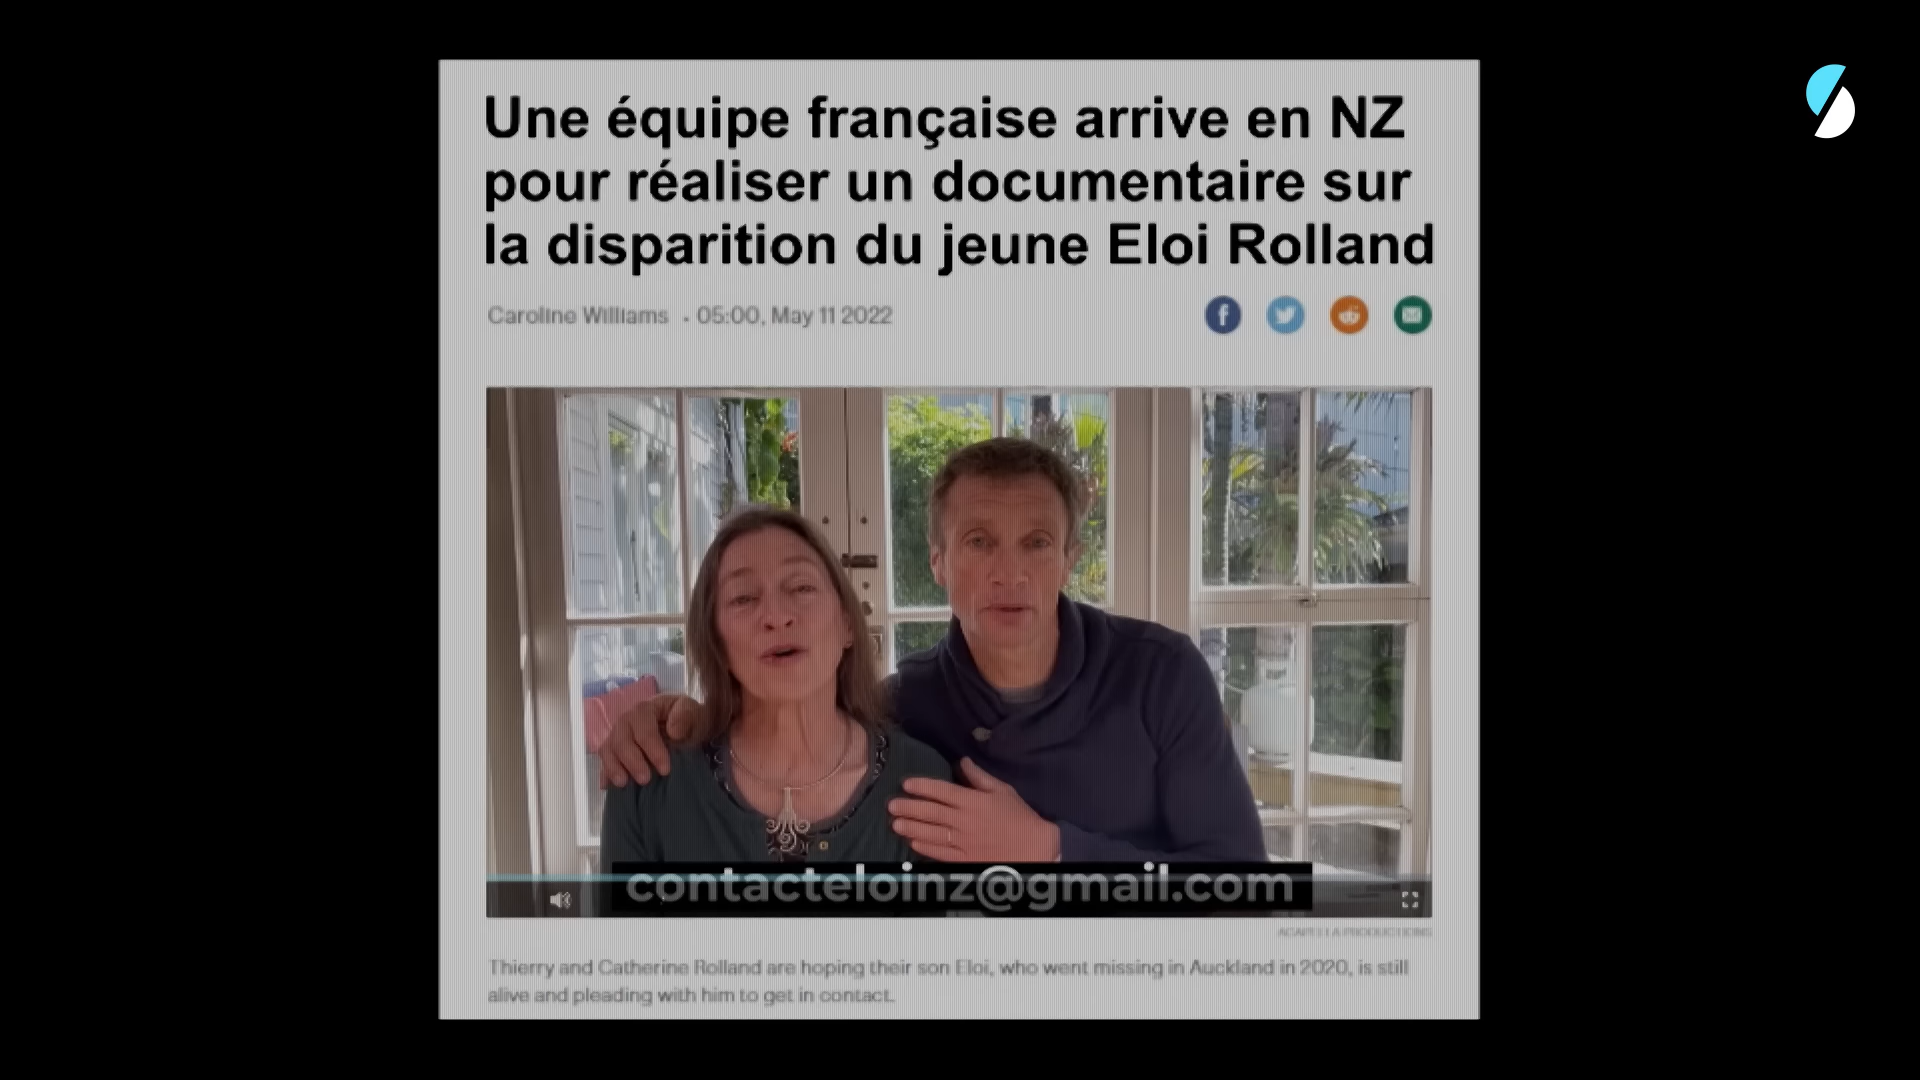 Une équipe française arrive en NZ
pour réaliser un documentaire sur
la disparition du jeune Eloi Rolland
Caroline Williams • 05:00, May 11 2022
contacteloinz@gmail.com
ACAPELLA PRODUCTIONS
Thierry and Catherine Rolland are hoping their son Eloi, who went missing in Auckland in 2020, is still
alive and pleading with him to get in contact.